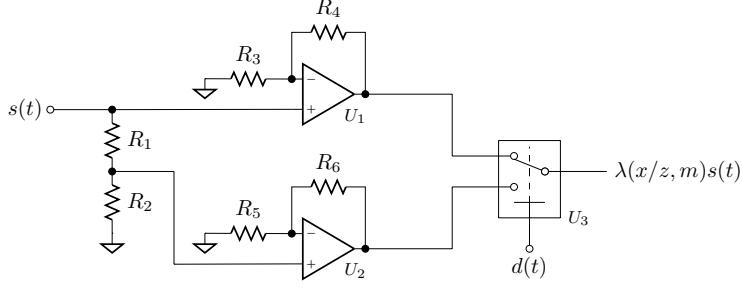 R₄
R₃
−
+
U₁
s(t)
R₁
R₂
R₆
R₅
−
+
U₂
λ(x/z, m)s(t)
U₃
d(t)